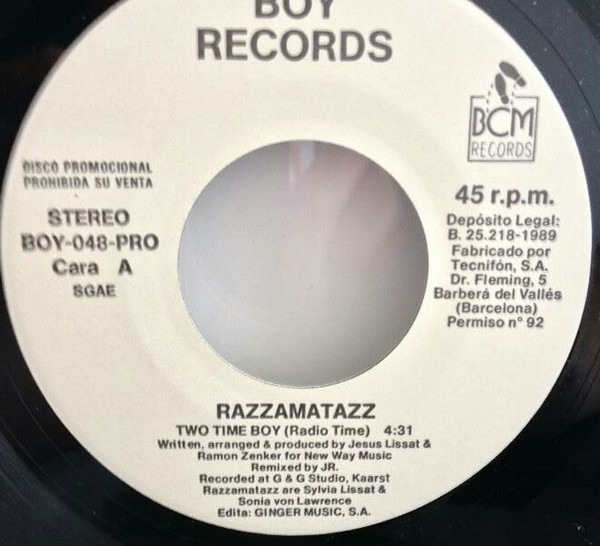 BOY
RECORDS
BCM
RECORDS
DISCO PROMOCIONAL
PROHIBIDA SU VENTA
STEREO
BOY-048-PRO
Cara A
SGAE
45 r.p.m.
Depósito Legal:
B. 25.218-1989
Fabricado por
Tecnifón, S.A.
Dr. Fleming, 5
Barberá del Vallés
(Barcelona)
Permiso n° 92
RAZZAMATAZZ
TWO TIME BOY (Radio Time) 4:31
Written, arranged & produced by Jesus Lissat &
Ramon Zenker for New Way Music
Remixed by JR.
Recorded at G & G Studio, Kaarst
Razzamatazz are Sylvia Lissat &
Sonia von Lawrence
Edita: GINGER MUSIC, S.A.